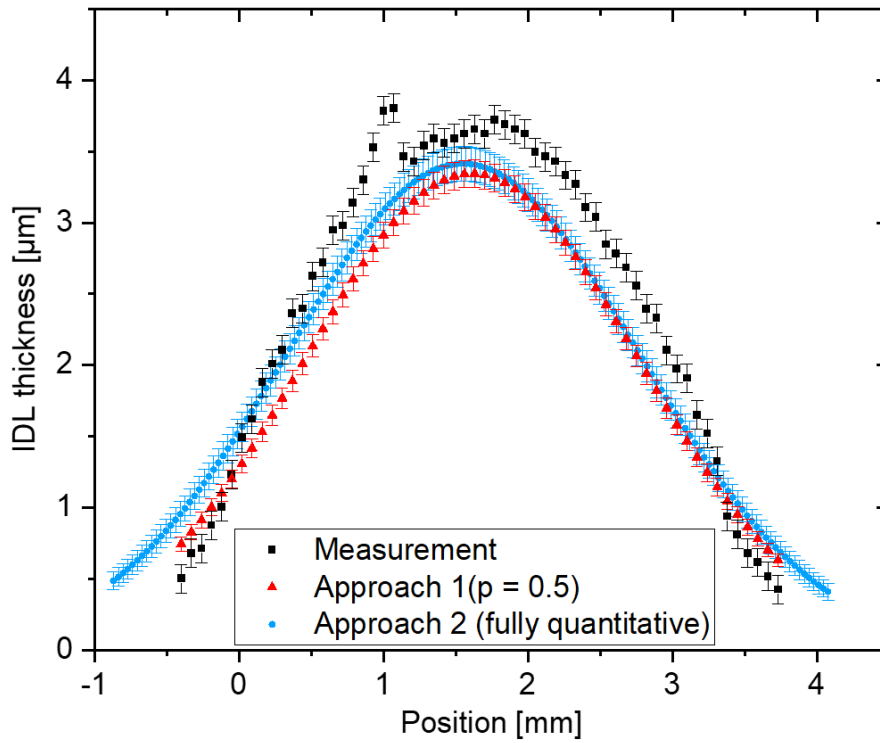 4
3
2
1
0
IDL thickness [µm]
Measurement
Approach 1(p = 0.5)
Approach 2 (fully quantitative)
-1 0 1 2 3 4
Position [mm]